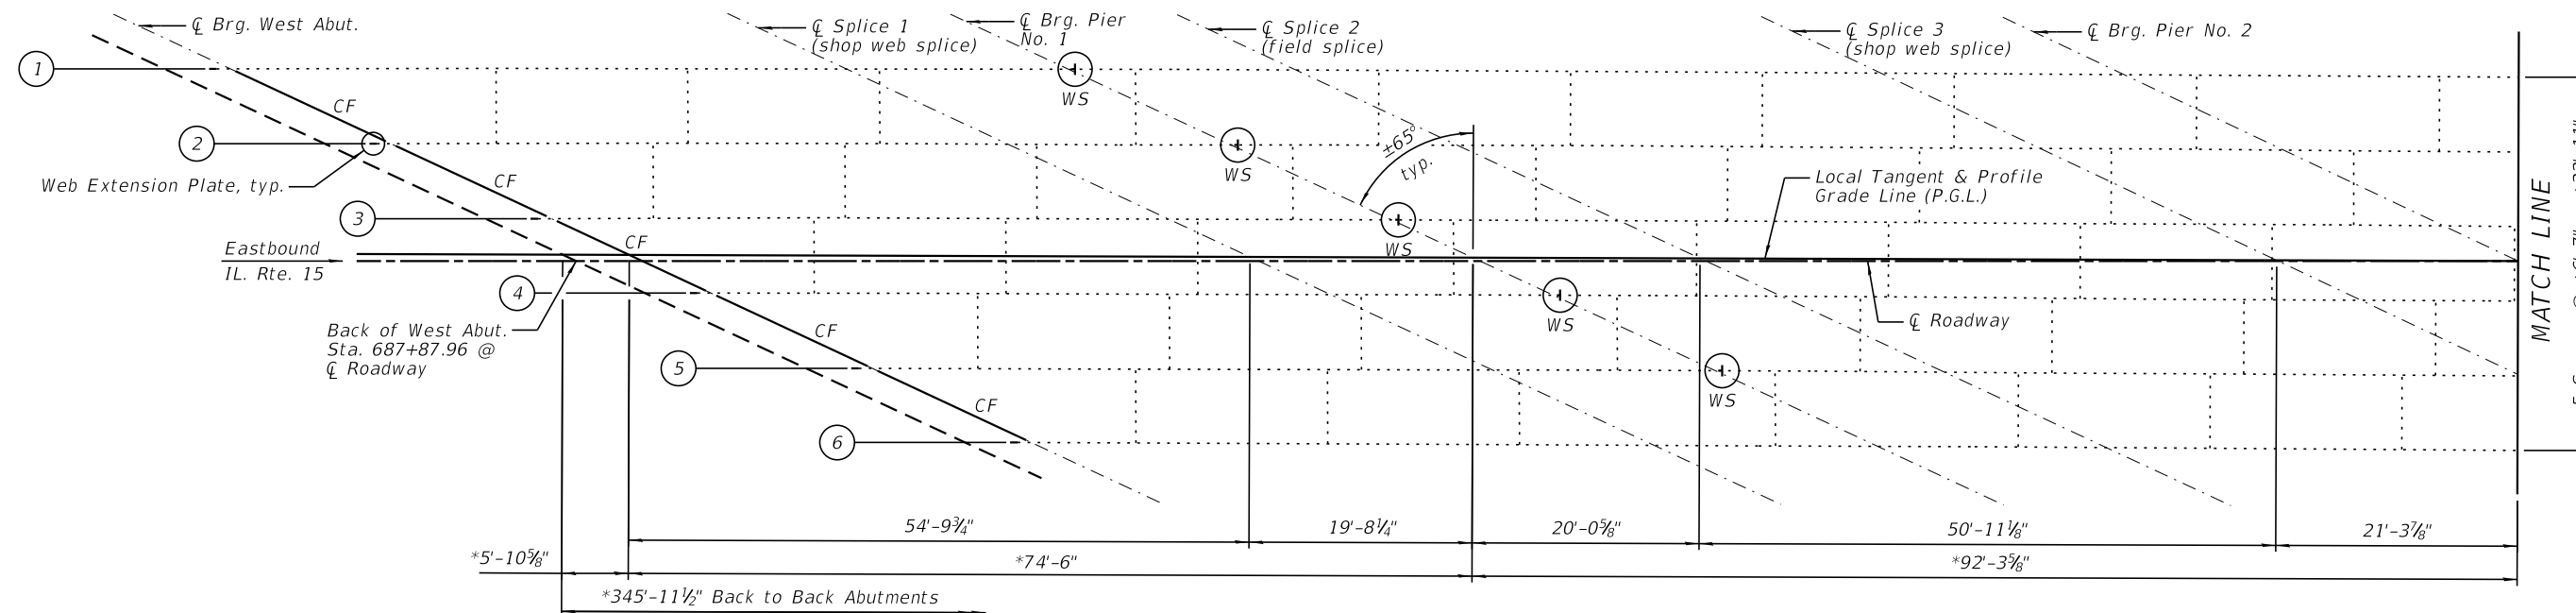 ℄ Brg. West Abut.
℄ Splice 1
(shop web splice)
℄ Brg. Pier
No. 1
℄ Splice 2
(field splice)
℄ Splice 3
(shop web splice)
℄ Brg. Pier No. 2
1
WS
CF
2
WS
±65°
typ.
Web Extension Plate, typ.
CF
Local Tangent & Profile
Grade Line (P.G.L.)
MATCH LINE
3
WS
CF
Eastbound
IL. Rte. 15
4
WS
℄ Roadway
Back of West Abut.
Sta. 687+87.96 @
℄ Roadway
CF
5
WS
CF
6
54'-9¾"
19'-8¼"
20'-0⅝"
50'-11⅛"
21'-3⅞"
*5'-10⅝"
*74'-6"
*92'-3⅝"
*345'-11½" Back to Back Abutments